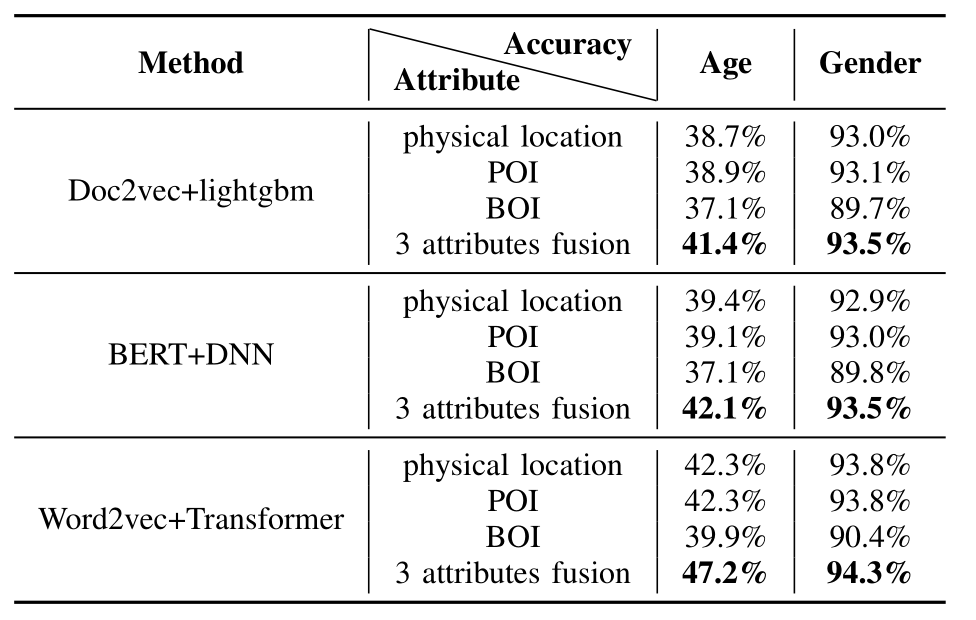 Method Accuracy Attribute Age Gender
Doc2vec+lightgbm physical location 38.7% 93.0%
POI 38.9% 93.1%
BOI 37.1% 89.7%
3 attributes fusion 41.4% 93.5%
BERT+DNN physical location 39.4% 92.9%
POI 39.1% 93.0%
BOI 37.1% 89.8%
3 attributes fusion 42.1% 93.5%
Word2vec+Transformer physical location 42.3% 93.8%
POI 42.3% 93.8%
BOI 39.9% 90.4%
3 attributes fusion 47.2% 94.3%